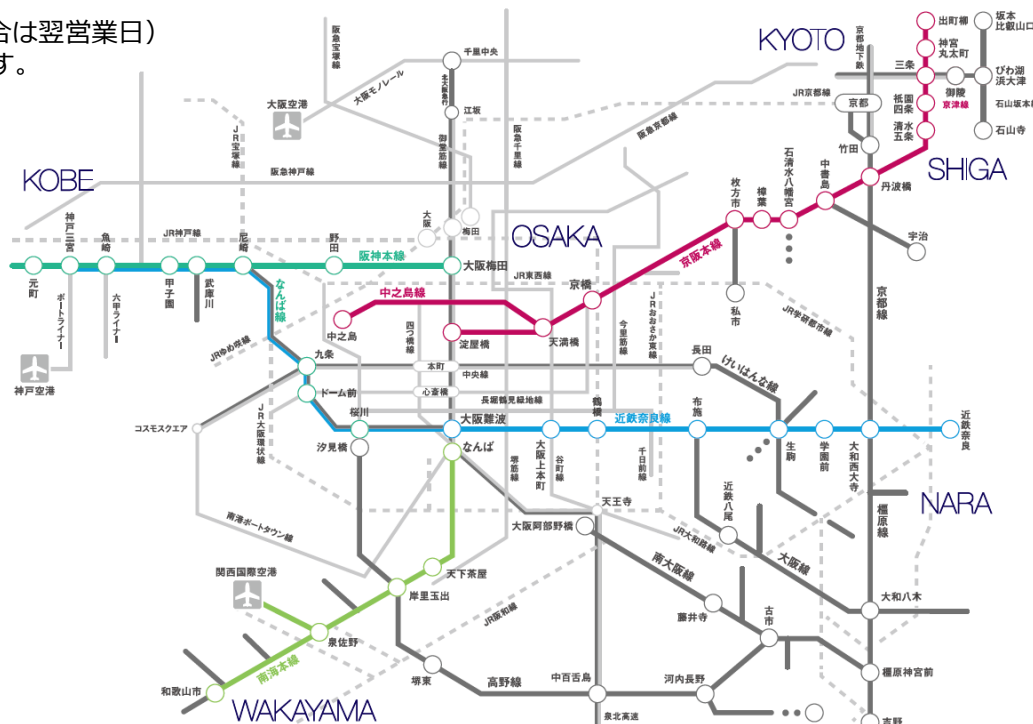 合は翌営業日）
す。
KYOTO
出町柳
坂本
比叡山口
神宮
丸太町
三条
御陵
びわ湖
浜大津
京津線
祇園
四条
石山坂本線
清水
五条
石山寺
京都地下鉄
JR京都線
京都
竹田
SHIGA
丹波橋
中書島
石清水八幡宮
樟葉
枚方市
宇治
私市
京阪本線
京都線
阪急宝塚線
千里中央
北大阪急行
大阪モノレール
大阪空港
江坂
御堂筋線
阪急千里線
阪急京都線
JR宝塚線
阪急神戸線
KOBE
神戸三宮
魚崎
JR神戸線
尼崎
野田
大阪
梅田
OSAKA
阪神本線
大阪梅田
JR東西線
京橋
元町
ポートライナー
六甲ライナー
甲子園
武庫川
なんば線
中之島線
中之島
四つ橋線
淀屋橋
天満橋
今里筋線
JRおおさか東線
JR学研都市線
神戸空港
JRゆめ咲線
九条
本町
中央線
長田
けいはんな線
ドーム前
心斎橋
長堀鶴見緑地線
鶴橋
布施
コスモスクエア
JR大阪環状線
桜川
大阪難波
近鉄奈良線
近鉄奈良
汐見橋
なんば
堺筋線
大阪上本町
谷町線
千日前線
生駒
学園前
大和西大寺
近鉄八尾
NARA
橿原線
南港ポートタウン線
天王寺
大阪阿部野橋
JR大和路線
大阪線
南大阪線
関西国際空港
天下茶屋
岸里玉出
JR阪和線
大和八木
藤井寺
古市
泉佐野
南海本線
和歌山市
堺東
高野線
中百舌鳥
河内長野
橿原神宮前
WAKAYAMA
泉北高速
吉野